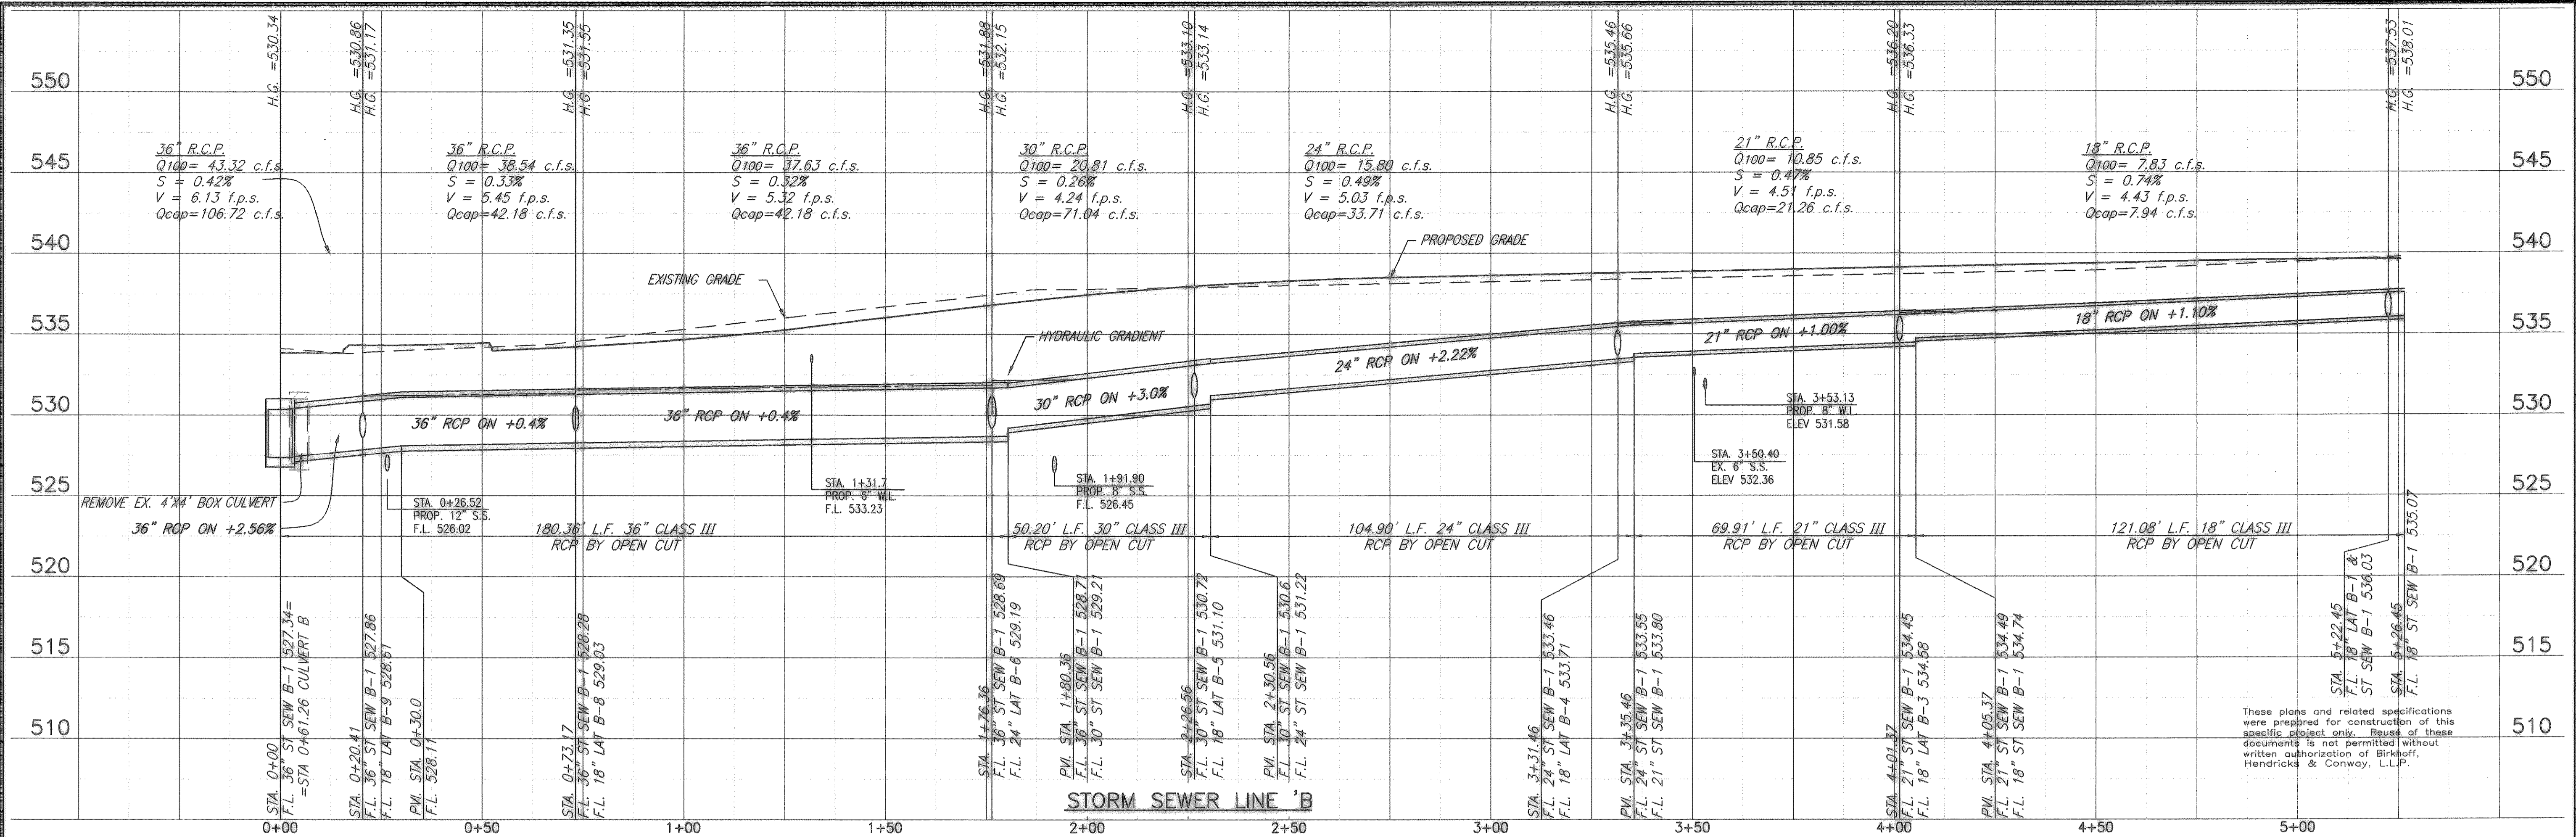 H.G. =530.34
H.G. =530.86
H.G. =531.17
H.G. =531.35
H.G. =531.55
H.G. =531.88
H.G. =532.15
H.G. =533.10
H.G. =533.14
H.G. =535.46
H.G. =535.66
H.G. =536.20
H.G. =536.33
H.G. =537.53
H.G. =538.01
550
550
545
545
540
540
535
535
530
530
525
525
520
520
515
515
510
510
36" R.C.P.
Q100= 43.32 c.f.s.
S = 0.42%
V = 6.13 f.p.s.
Qcap=106.72 c.f.s.
36" R.C.P.
Q100= 38.54 c.f.s.
S = 0.33%
V = 5.45 f.p.s.
Qcap=42.18 c.f.s.
36" R.C.P.
Q100= 37.63 c.f.s.
S = 0.32%
V = 5.32 f.p.s.
Qcap=42.18 c.f.s.
30" R.C.P.
Q100= 20.81 c.f.s.
S = 0.26%
V = 4.24 f.p.s.
Qcap=71.04 c.f.s.
24" R.C.P.
Q100= 15.80 c.f.s.
S = 0.49%
V = 5.03 f.p.s.
Qcap=33.71 c.f.s.
21" R.C.P.
Q100= 10.85 c.f.s.
S = 0.47%
V = 4.51 f.p.s.
Qcap=21.26 c.f.s.
18" R.C.P.
Q100= 7.83 c.f.s.
S = 0.74%
V = 4.43 f.p.s.
Qcap=7.94 c.f.s.
PROPOSED GRADE
EXISTING GRADE
HYDRAULIC GRADIENT
36" RCP ON +0.4%
36" RCP ON +0.4%
30" RCP ON +3.0%
24" RCP ON +2.22%
21" RCP ON +1.00%
18" RCP ON +1.10%
REMOVE EX. 4'X4' BOX CULVERT
36" RCP ON +2.56%
STA. 0+26.52
PROP. 12" S.S.
F.L. 526.02
STA. 1+31.7
PROP. 6" W.L.
F.L. 533.23
STA. 1+91.90
PROP. 8" S.S.
F.L. 526.45
STA. 3+53.13
PROP. 8" W.L.
ELEV 531.58
STA. 3+50.40
EX. 6" S.S.
ELEV 532.36
180.36' L.F. 36" CLASS III
RCP BY OPEN CUT
50.20' L.F. 30" CLASS III
RCP BY OPEN CUT
104.90' L.F. 24" CLASS III
RCP BY OPEN CUT
69.91' L.F. 21" CLASS III
RCP BY OPEN CUT
121.08' L.F. 18" CLASS III
RCP BY OPEN CUT
STA. 0+00
F.L. 36" ST SEW B-1 527.34=
=STA 0+61.26 CULVERT B
STA. 0+20.41
F.L. 36" ST SEW B-1 527.86
F.L. 18" LAT B-9 528.61
PVI. STA. 0+30.0
F.L. 528.11
STA. 0+73.17
F.L. 36" ST SEW B-1 528.28
F.L. 18" LAT B-8 529.03
STA. 1+76.36
F.L. 36" ST SEW B-1 528.69
F.L. 24" LAT B-6 529.19
PVI. STA. 1+80.36
F.L. 36" ST SEW B-1 528.71
F.L. 30" ST SEW B-1 529.21
STA. 2+26.56
F.L. 30" ST SEW B-1 530.72
F.L. 18" LAT B-5 531.10
PVI. STA. 2+30.56
F.L. 30" ST SEW B-1 530.6
F.L. 24" ST SEW B-1 531.22
STA. 3+31.46
F.L. 24" ST SEW B-1 533.46
F.L. 18" LAT B-4 533.71
PVI. STA. 3+35.46
F.L. 24" ST SEW B-1 533.55
F.L. 21" ST SEW B-1 533.80
STA. 4+01.37
F.L. 21" ST SEW B-1 534.45
F.L. 18" LAT B-3 534.58
PVI. STA. 4+05.37
F.L. 21" ST SEW B-1 534.49
F.L. 18" ST SEW B-1 534.74
STA. 5+22.45
F.L. 18" LAT B-1 &
ST SEW B-1 536.03
STA. 5+26.45
F.L. 18" ST SEW B-1 535.07
These plans and related specifications
were prepared for construction of this
specific project only. Reuse of these
documents is not permitted without
written authorization of Birkhoff,
Hendricks & Conway, L.L.P.
STORM SEWER LINE 'B
0+00
0+50
1+00
1+50
2+00
2+50
3+00
3+50
4+00
4+50
5+00